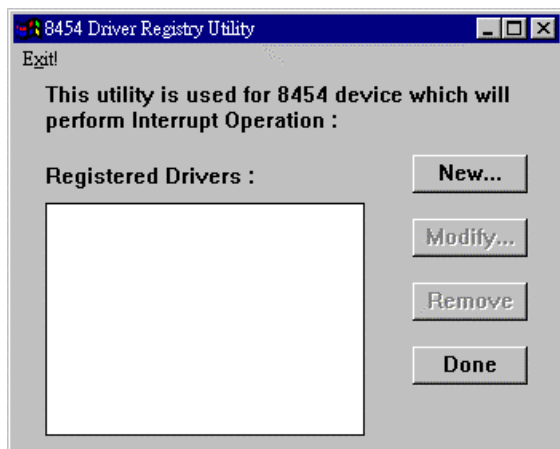 8454 Driver Registry Utility
Exit!
This utility is used for 8454 device which will
perform Interrupt Operation :
Registered Drivers :
New...
Modify...
Remove
Done